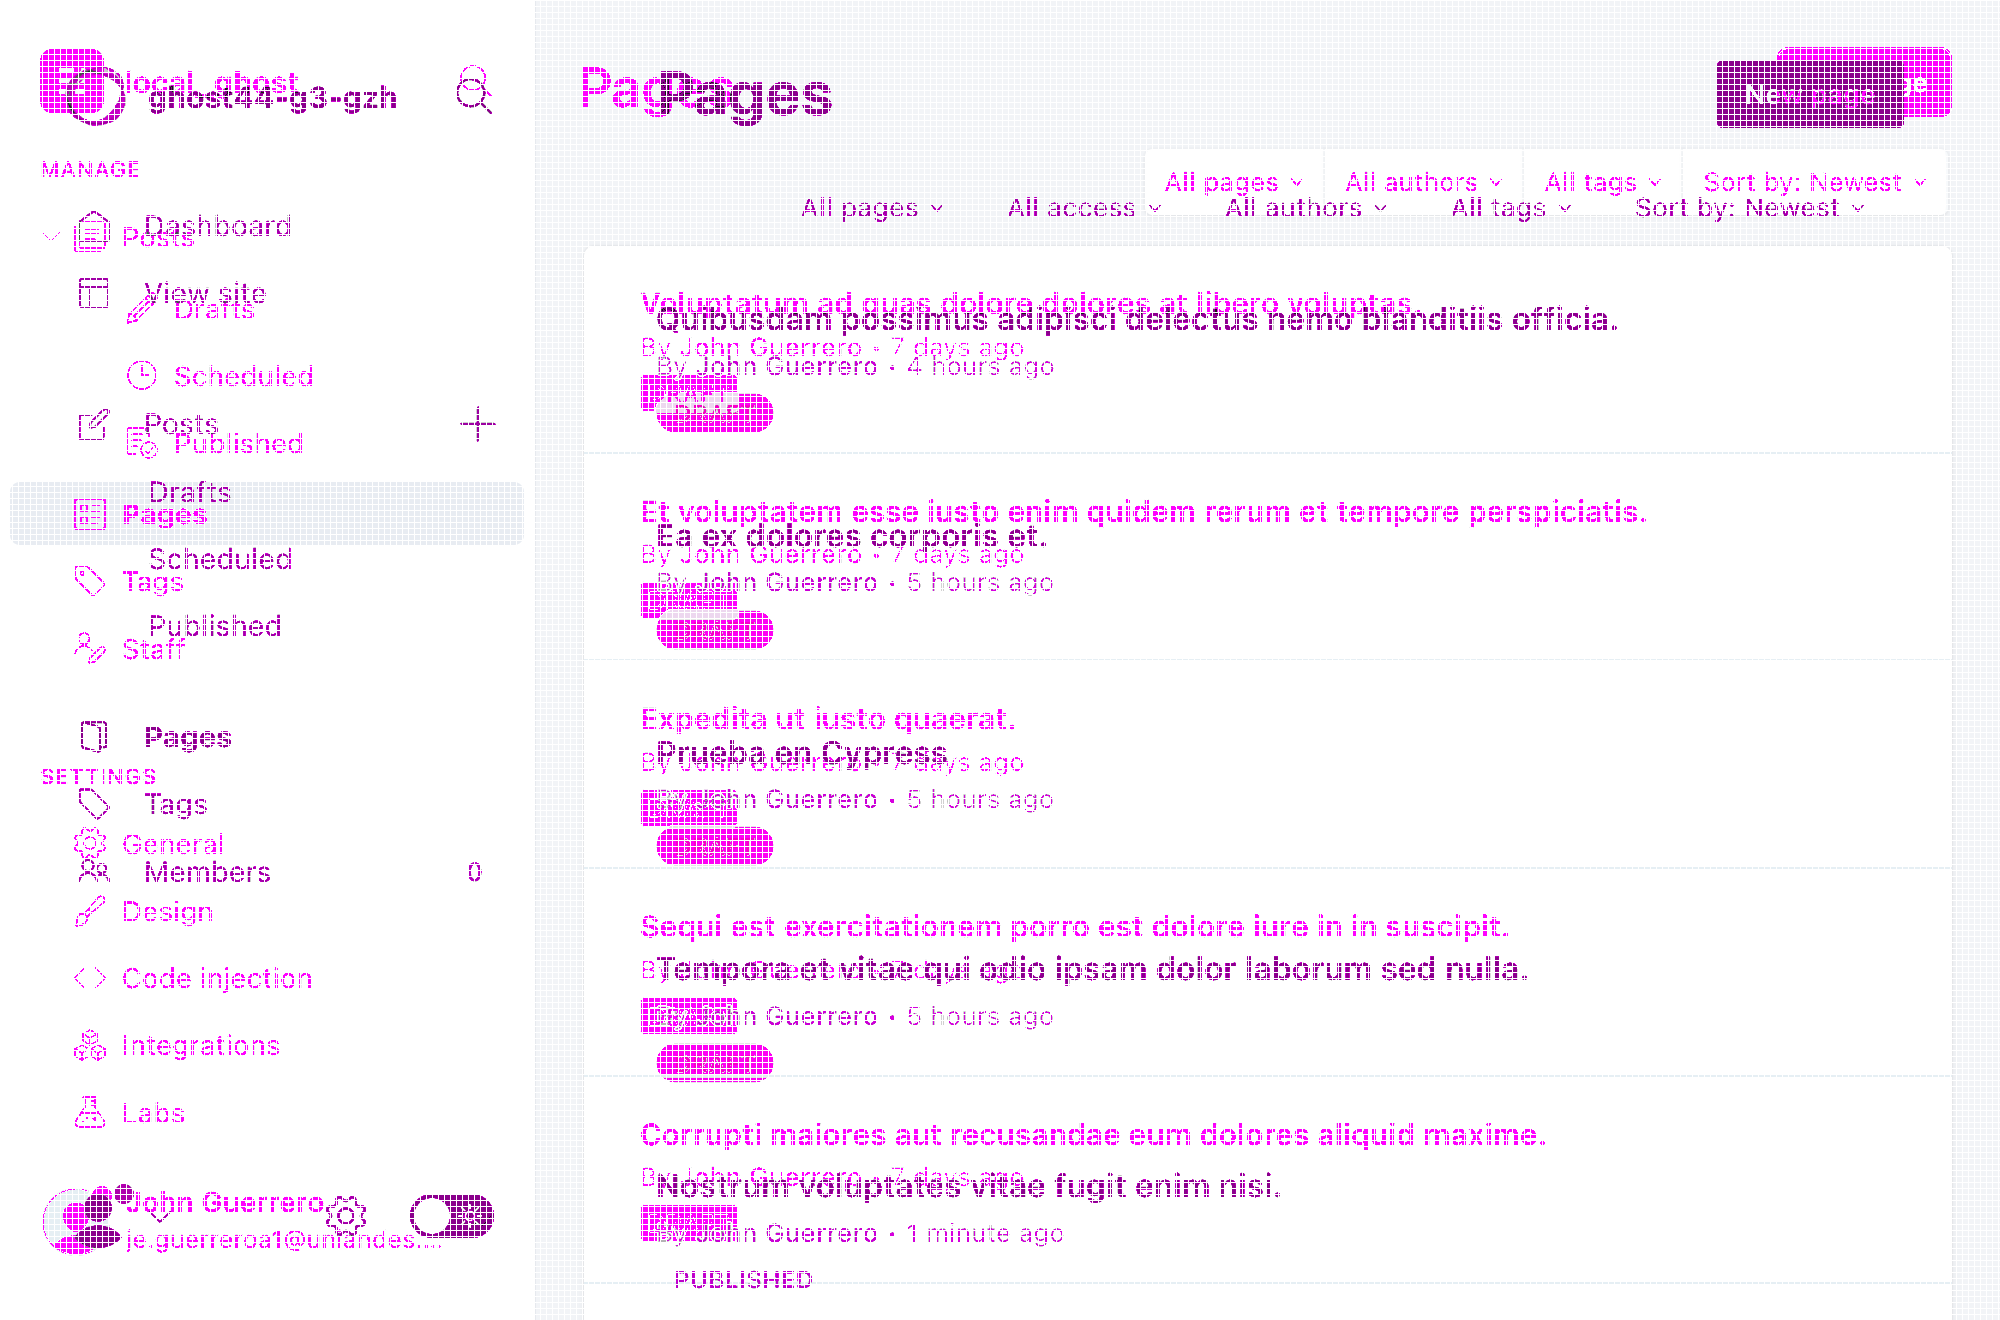 local ghost
ghost44-g3-gzh
Pages
Pages
New page
MANAGE
All pages
All authors
All tags
Sort by: Newest
All pages
All access
All authors
All tags
Sort by: Newest
Dashboard
Posts
View site
Drafts
Scheduled
Posts
Published
Drafts
Pages
Scheduled
Tags
Published
Staff
Pages
SETTINGS
Tags
General
Members 0
Design
Code injection
Integrations
Labs
John Guerrero
je.guerreroa1@uniandes....
Voluptatum ad quas dolore dolores at libero voluptas.
Quibusdam possimus adipisci delectus nemo blanditiis officia.
By John Guerrero • 7 days ago
By John Guerrero • 4 hours ago
Et voluptatem esse iusto enim quidem rerum et tempore perspiciatis.
Ea ex dolores corporis et.
By John Guerrero • 7 days ago
By John Guerrero • 5 hours ago
Expedita ut iusto quaerat.
Prueba en Cypress
By John Guerrero • 7 days ago
By John Guerrero • 5 hours ago
Sequi est exercitationem porro est dolore iure in in suscipit.
Tempora et vitae qui odio ipsam dolor laborum sed nulla.
By John Guerrero • 5 hours ago
Corrupti maiores aut recusandae eum dolores aliquid maxime.
By John Guerrero • 7 days ago
Nostrum voluptates vitae fugit enim nisi.
By John Guerrero • 1 minute ago
PUBLISHED